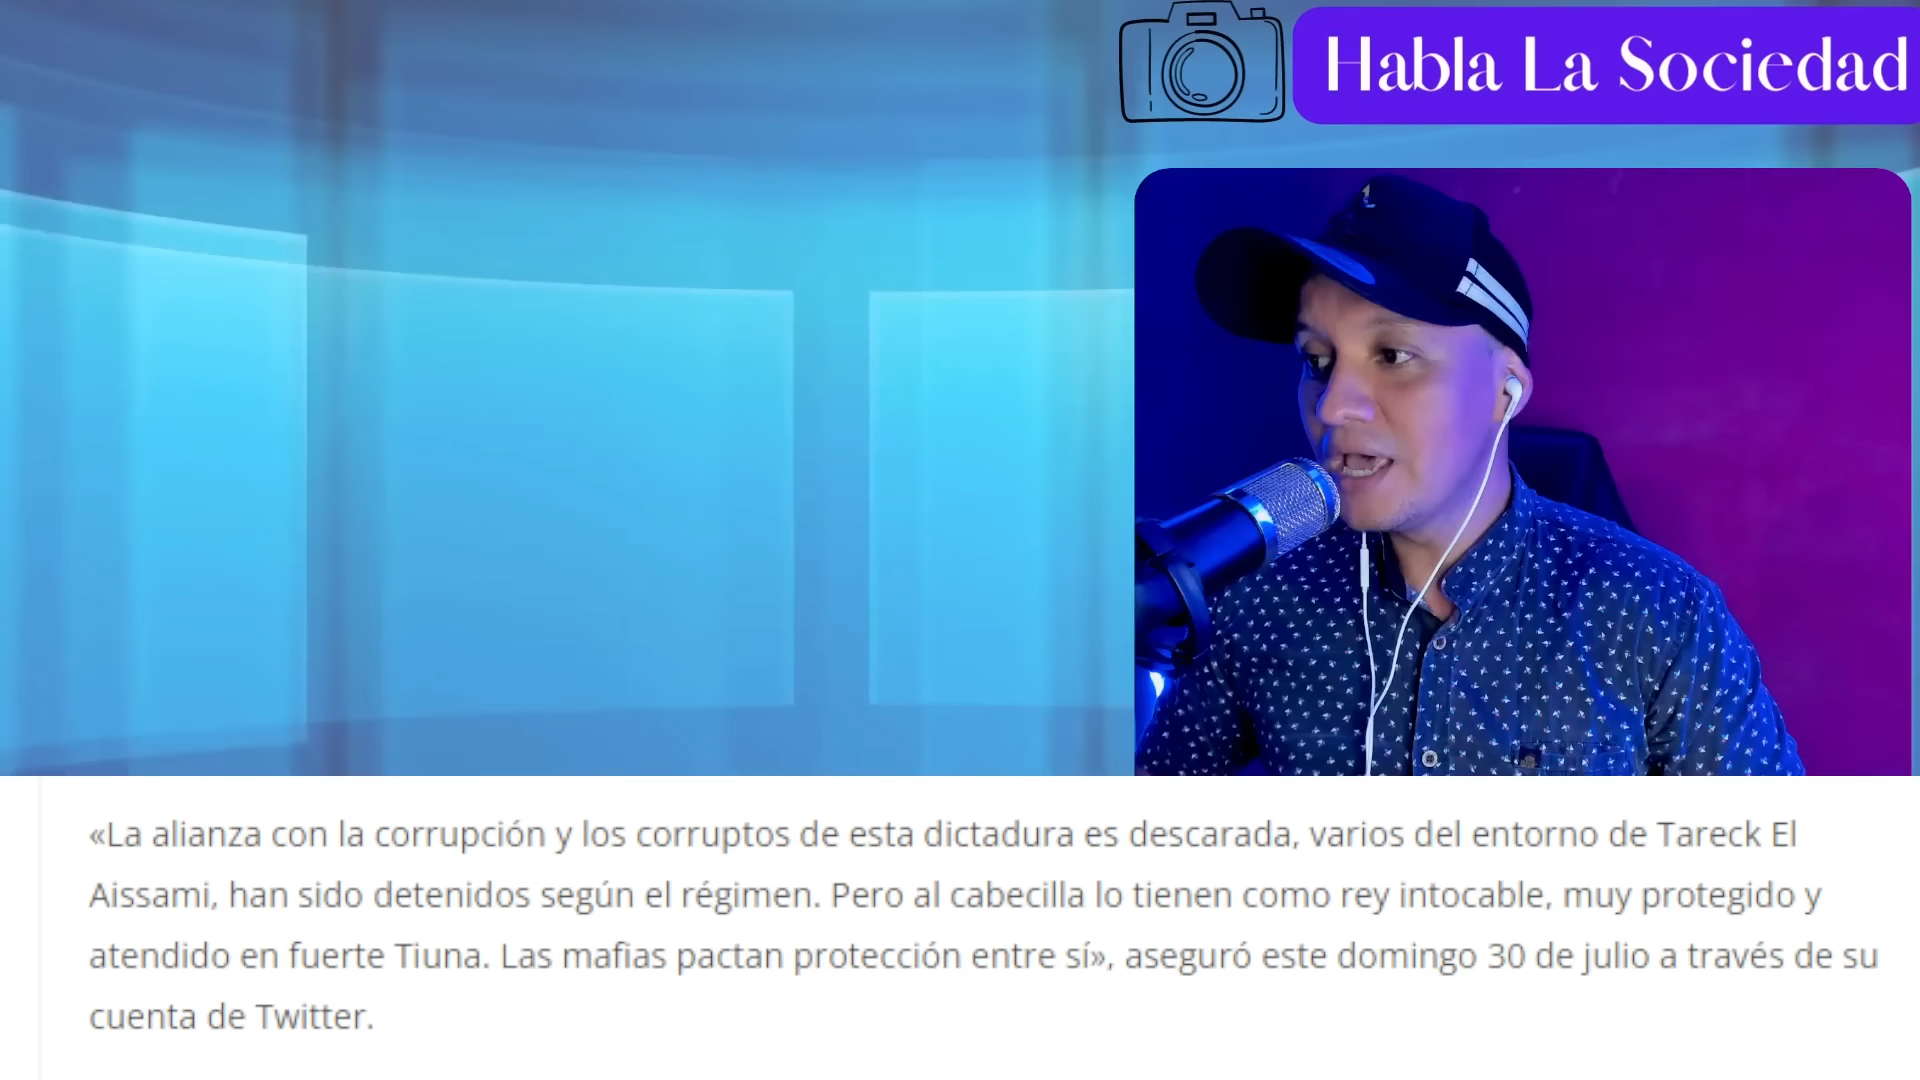 Habla La Sociedad
«La alianza con la corrupción y los corruptos de esta dictadura es descarada, varios del entorno de Tareck El
Aissami, han sido detenidos según el régimen. Pero al cabecilla lo tienen como rey intocable, muy protegido y
atendido en fuerte Tiuna. Las mafias pactan protección entre sí», aseguró este domingo 30 de julio a través de su
cuenta de Twitter.